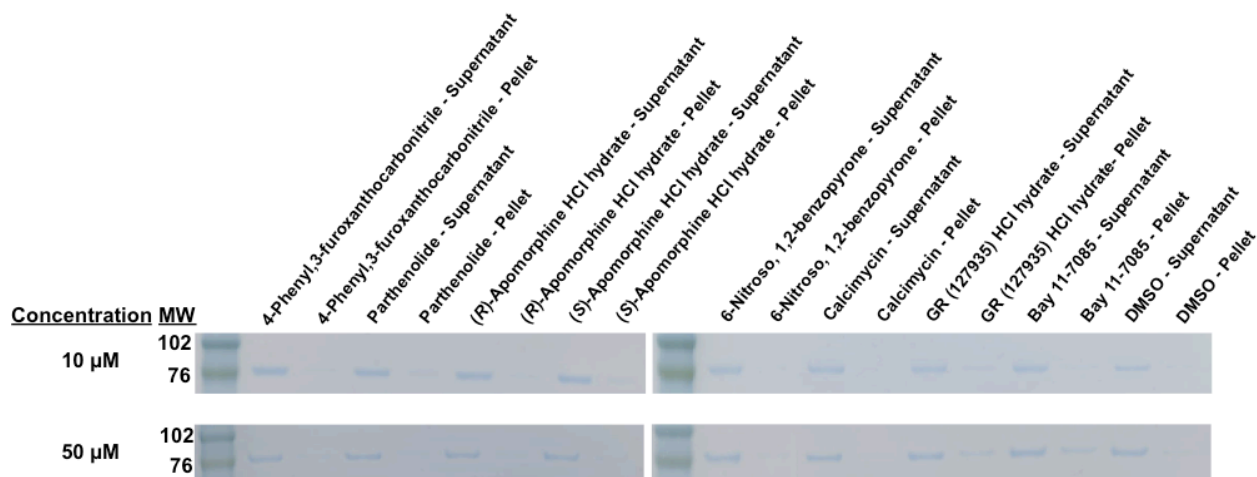 4-Phenyl,3-furoxanthocarbonitrile - Supernatant
4-Phenyl,3-furoxanthocarbonitrile - Pellet
Parthenolide - Supernatant
Parthenolide - Pellet
(R)-Apomorphine HCl hydrate - Supernatant
(R)-Apomorphine HCl hydrate - Pellet
(S)-Apomorphine HCl hydrate - Supernatant
(S)-Apomorphine HCl hydrate - Pellet
6-Nitroso, 1,2-benzopyrone - Supernatant
6-Nitroso, 1,2-benzopyrone - Pellet
Calcimycin - Supernatant
Calcimycin - Pellet
GR (127935) HCl hydrate - Supernatant
GR (127935) HCl hydrate- Pellet
Bay 11-7085 - Supernatant
Bay 11-7085 - Pellet
DMSO - Supernatant
DMSO - Pellet
Concentration MW
10 µM
102
76
50 µM
102
76